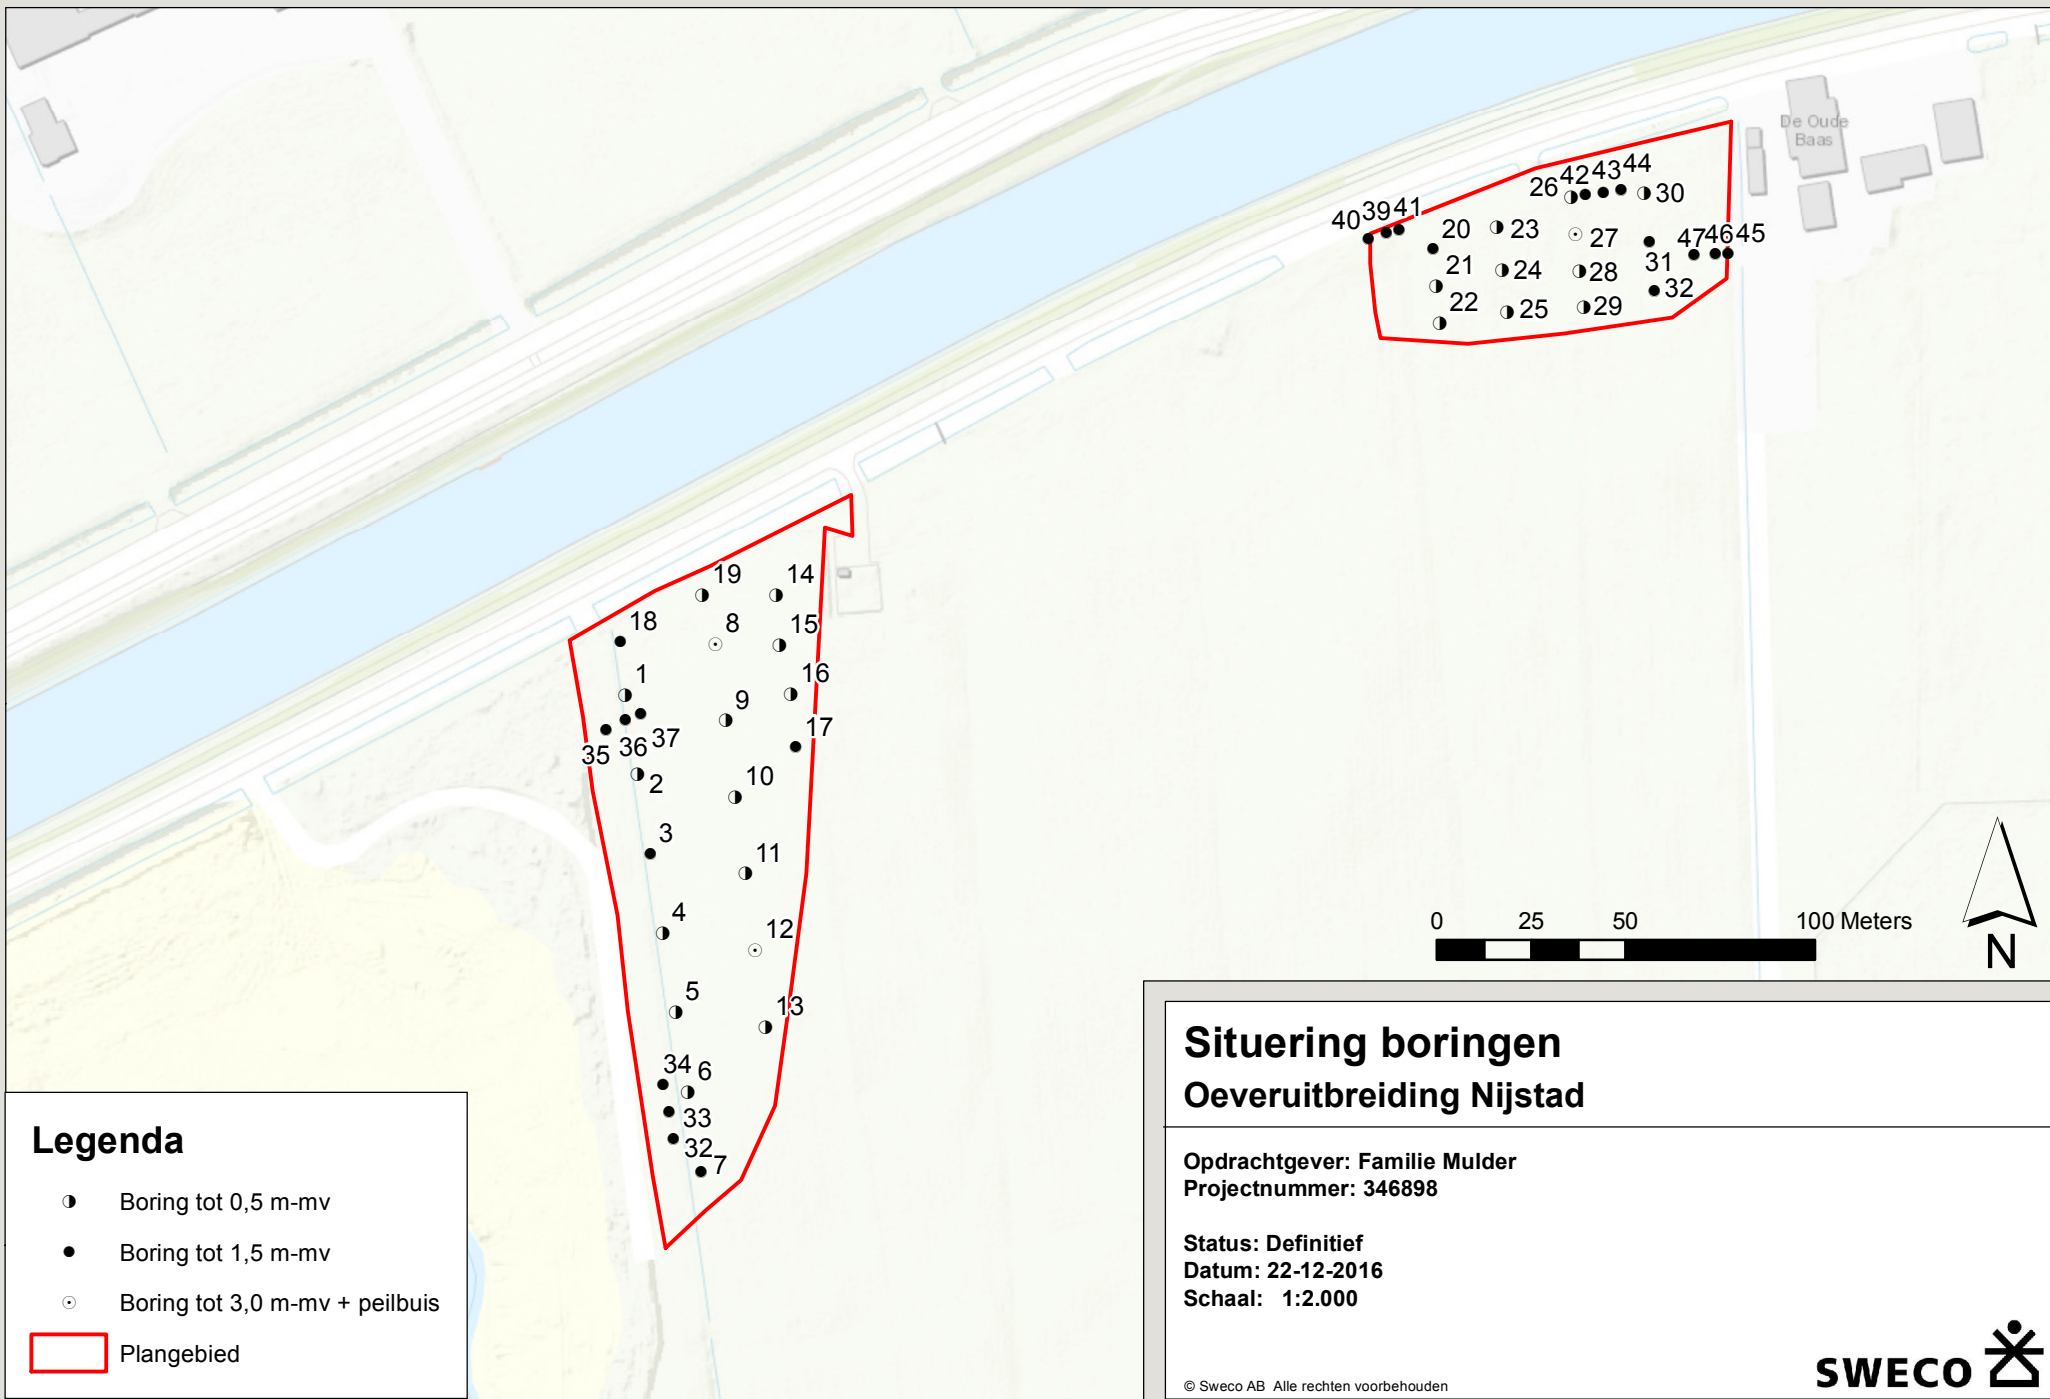 De Oude
Baas
42 43 44
26
30
40 39 41
20
23
27
47 46 45
21
24
28
31
32
22
25
29
19
14
18
8
15
1
16
9
17
35 36 37
2
10
3
11
4
12
5
13
34
6
33
32
7
0 25 50 100 Meters
N
Legenda
Boring tot 0,5 m-mv
Boring tot 1,5 m-mv
Boring tot 3,0 m-mv + peilbuis
Plangebied
Situering boringen
Oeveruitbreiding Nijstad
Opdrachtgever: Familie Mulder
Projectnummer: 346898
Status: Definitief
Datum: 22-12-2016
Schaal: 1:2.000
© Sweco AB Alle rechten voorbehouden
SWECO